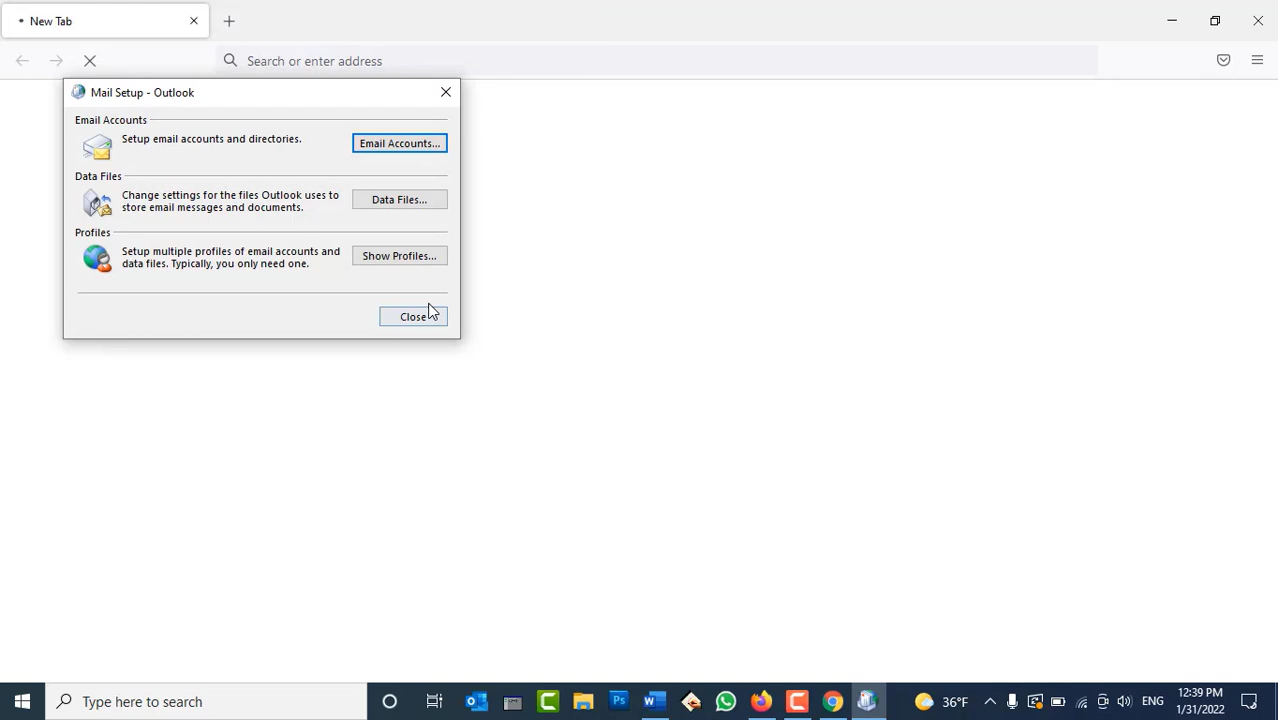 New Tab
Search or enter address
Mail Setup - Outlook
Email Accounts
Setup email accounts and directories.
Email Accounts...
Data Files
Change settings for the files Outlook uses to
store email messages and documents.
Data Files...
Profiles
Setup multiple profiles of email accounts and
data files. Typically, you only need one.
Show Profiles...
Close
Type here to search
Ps
36°F
ENG
12:39 PM
1/31/2022